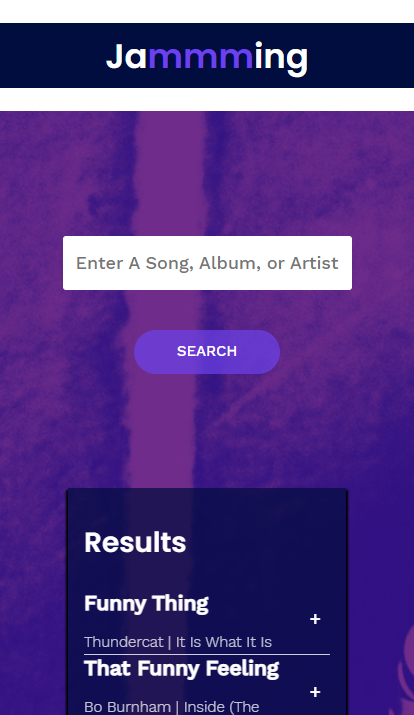 Jammming
Enter A Song, Album, or Artist
SEARCH
Results
Funny Thing
+
Thundercat | It Is What It Is
That Funny Feeling
+
Bo Burnham | Inside (The